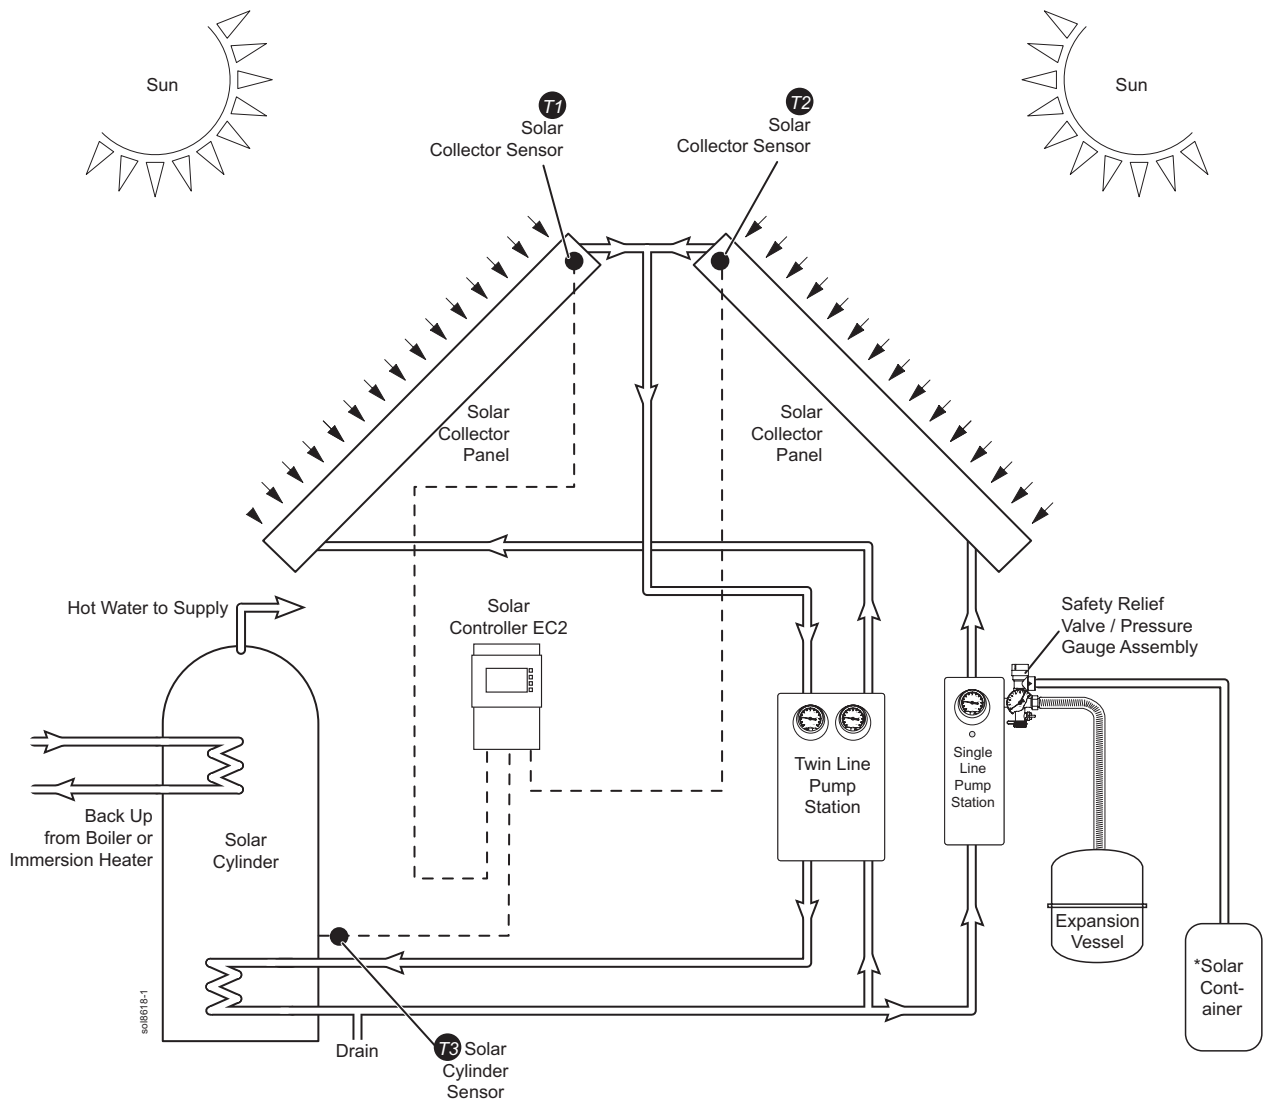 Sun
Sun
T1
Solar
Collector Sensor
T2
Solar
Collector Sensor
Solar
Collector
Panel
Solar
Collector
Panel
Hot Water to Supply
Solar
Controller EC2
Safety Relief
Valve / Pressure
Gauge Assembly
Twin Line
Pump
Station
Single
Line
Pump
Station
Back Up
from Boiler or
Immersion Heater
Solar
Cylinder
Expansion
Vessel
*Solar
Cont-
ainer
sol8618-1
Drain
T3 Solar
Cylinder
Sensor